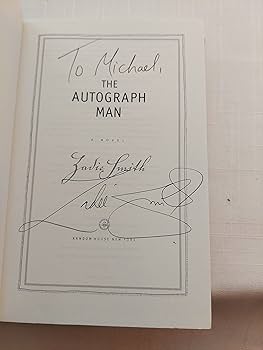 To Michael,
THE
AUTOGRAPH
MAN
A NOVEL
Zadie Smith
RANDOM HOUSE NEW YORK